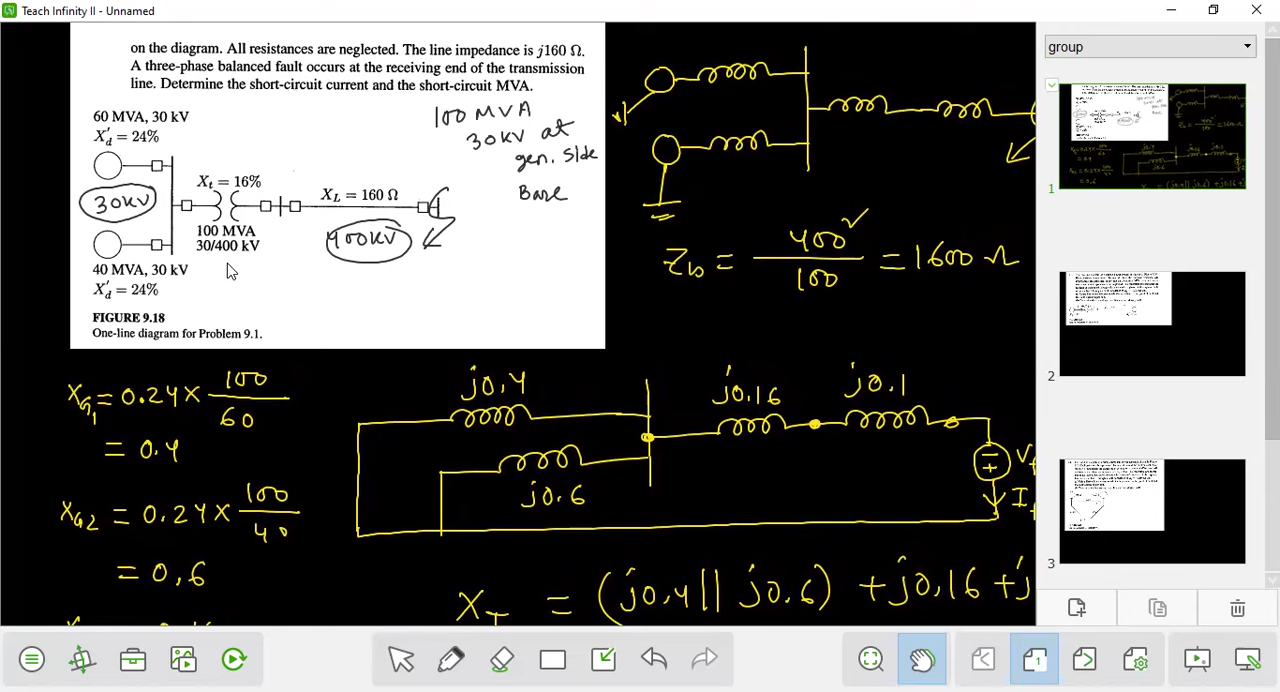 Teach Infinity II - Unnamed
on the diagram. All resistances are neglected. The line impedance is j160 Ω.
A three-phase balanced fault occurs at the receiving end of the transmission
line. Determine the short-circuit current and the short-circuit MVA.
60 MVA, 30 kV
X′d = 24%
30kV
Xt = 16%
100 MVA
30/400 kV
XL = 160 Ω
400kV
40 MVA, 30 kV
X′d = 24%
FIGURE 9.18
One-line diagram for Problem 9.1.
100 MVA
30KV at
gen. side
Base
Zb = 400 / 100 = 1600 Ω
XG1 = 0.24 x 100 / 60
= 0.4
XG2 = 0.24 x 100 / 40
= 0.6
j0.4
j0.6
j0.16
j0.1
XT = (j0.4 || j0.6) + j0.16 + j
group
1
2
3
1